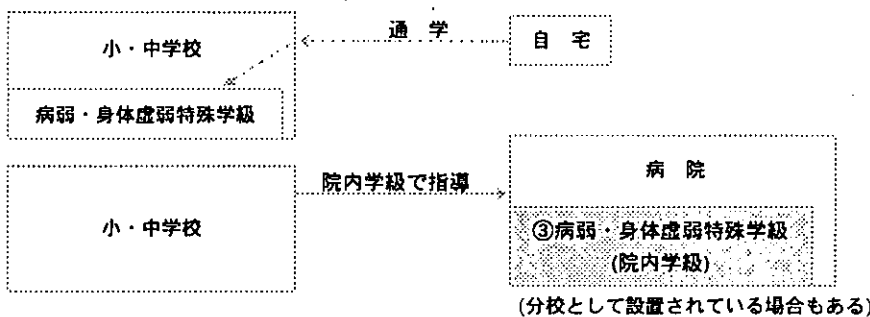 通 学
小・中学校
自 宅
病弱・身体虚弱特殊学級
病 院
院内学級で指導
小・中学校
③病弱・身体虚弱特殊学級
(院内学級)
(分校として設置されている場合もある)